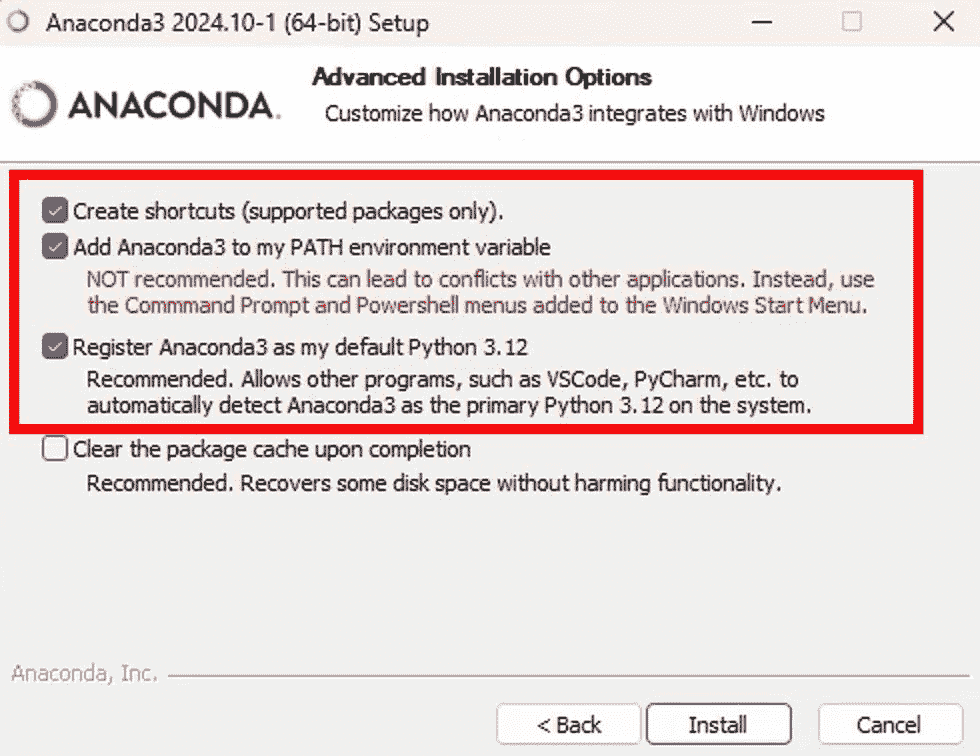 Anaconda3 2024.10-1 (64-bit) Setup
Advanced Installation Options
ANACONDA.
Customize how Anaconda3 integrates with Windows
Create shortcuts (supported packages only).
Add Anaconda3 to my PATH environment variable
NOT recommended. This can lead to conflicts with other applications. Instead, use
the Commmand Prompt and Powershell menus added to the Windows Start Menu.
Register Anaconda3 as my default Python 3.12
Recommended. Allows other programs, such as VSCode, PyCharm, etc. to
automatically detect Anaconda3 as the primary Python 3.12 on the system.
Clear the package cache upon completion
Recommended. Recovers some disk space without harming functionality.
Anaconda, Inc.
< Back
Install
Cancel